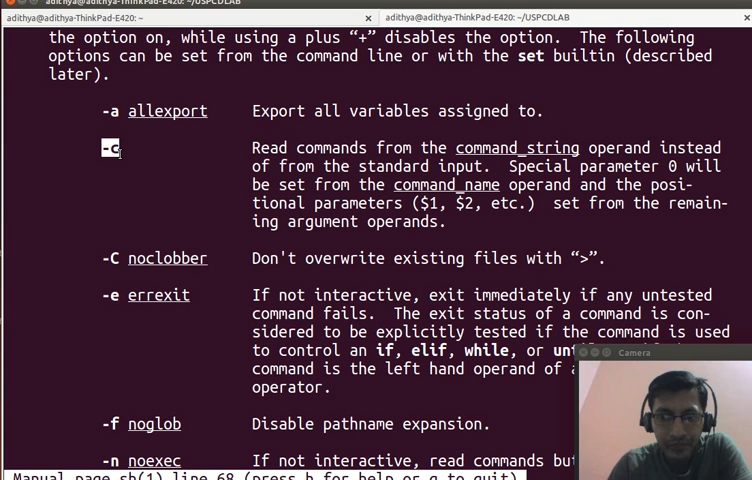 adithya@adithya-ThinkPad-E420: ~/USPCDLAB
adithya@adithya-ThinkPad-E420: ~ × adithya@adithya-ThinkPad-E420: ~/USPCDLAB ×
the option on, while using a plus “+” disables the option. The following
options can be set from the command line or with the set builtin (described
later).
-a allexport Export all variables assigned to.
-c Read commands from the command_string operand instead
of from the standard input. Special parameter 0 will
be set from the command_name operand and the posi-
tional parameters ($1, $2, etc.) set from the remain-
ing argument operands.
-C noclobber Don't overwrite existing files with “>”.
-e errexit If not interactive, exit immediately if any untested
command fails. The exit status of a command is con-
sidered to be explicitly tested if the command is used
to control an if, elif, while, or
command is the left hand operand of
operator.
-f noglob Disable pathname expansion.
-n noexec If not interactive, read commands but
Manual page sh(1) line 68 (press h for help or q to quit)
Camera